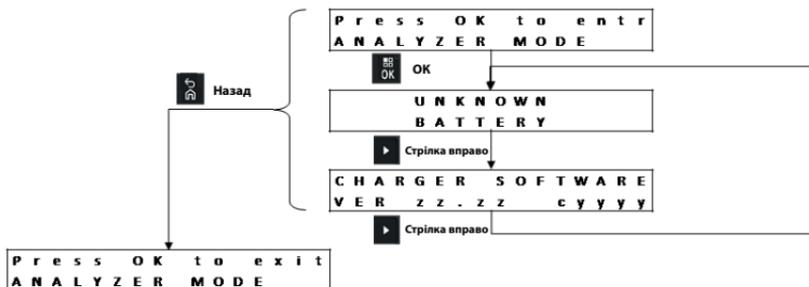 Press OK to entr
ANALYZER MODE
OK
OK
Назад
UNKNOWN
BATTERY
Стрілка вправо
CHARGER SOFTWARE
VER zz.zz cyyyy
Стрілка вправо
Press OK to exit
ANALYZER MODE